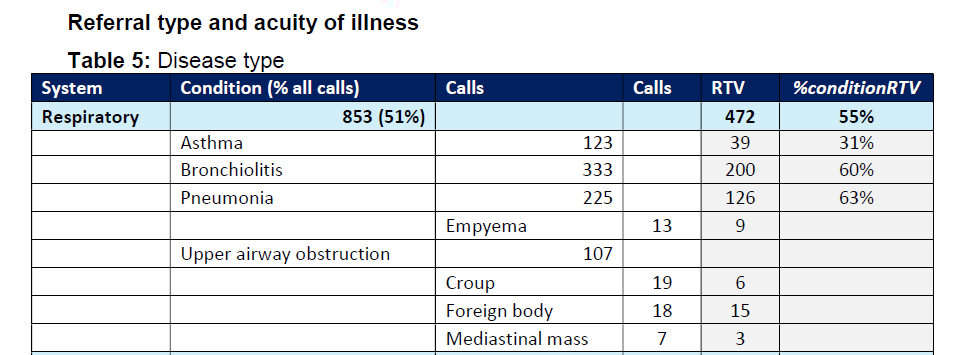 Referral type and acuity of illness
Table 5: Disease type
System Condition (% all calls) Calls Calls RTV %conditionRTV
Respiratory 853 (51%) 472 55%
Asthma 123 39 31%
Bronchiolitis 333 200 60%
Pneumonia 225 126 63%
Empyema 13 9
Upper airway obstruction 107
Croup 19 6
Foreign body 18 15
Mediastinal mass 7 3